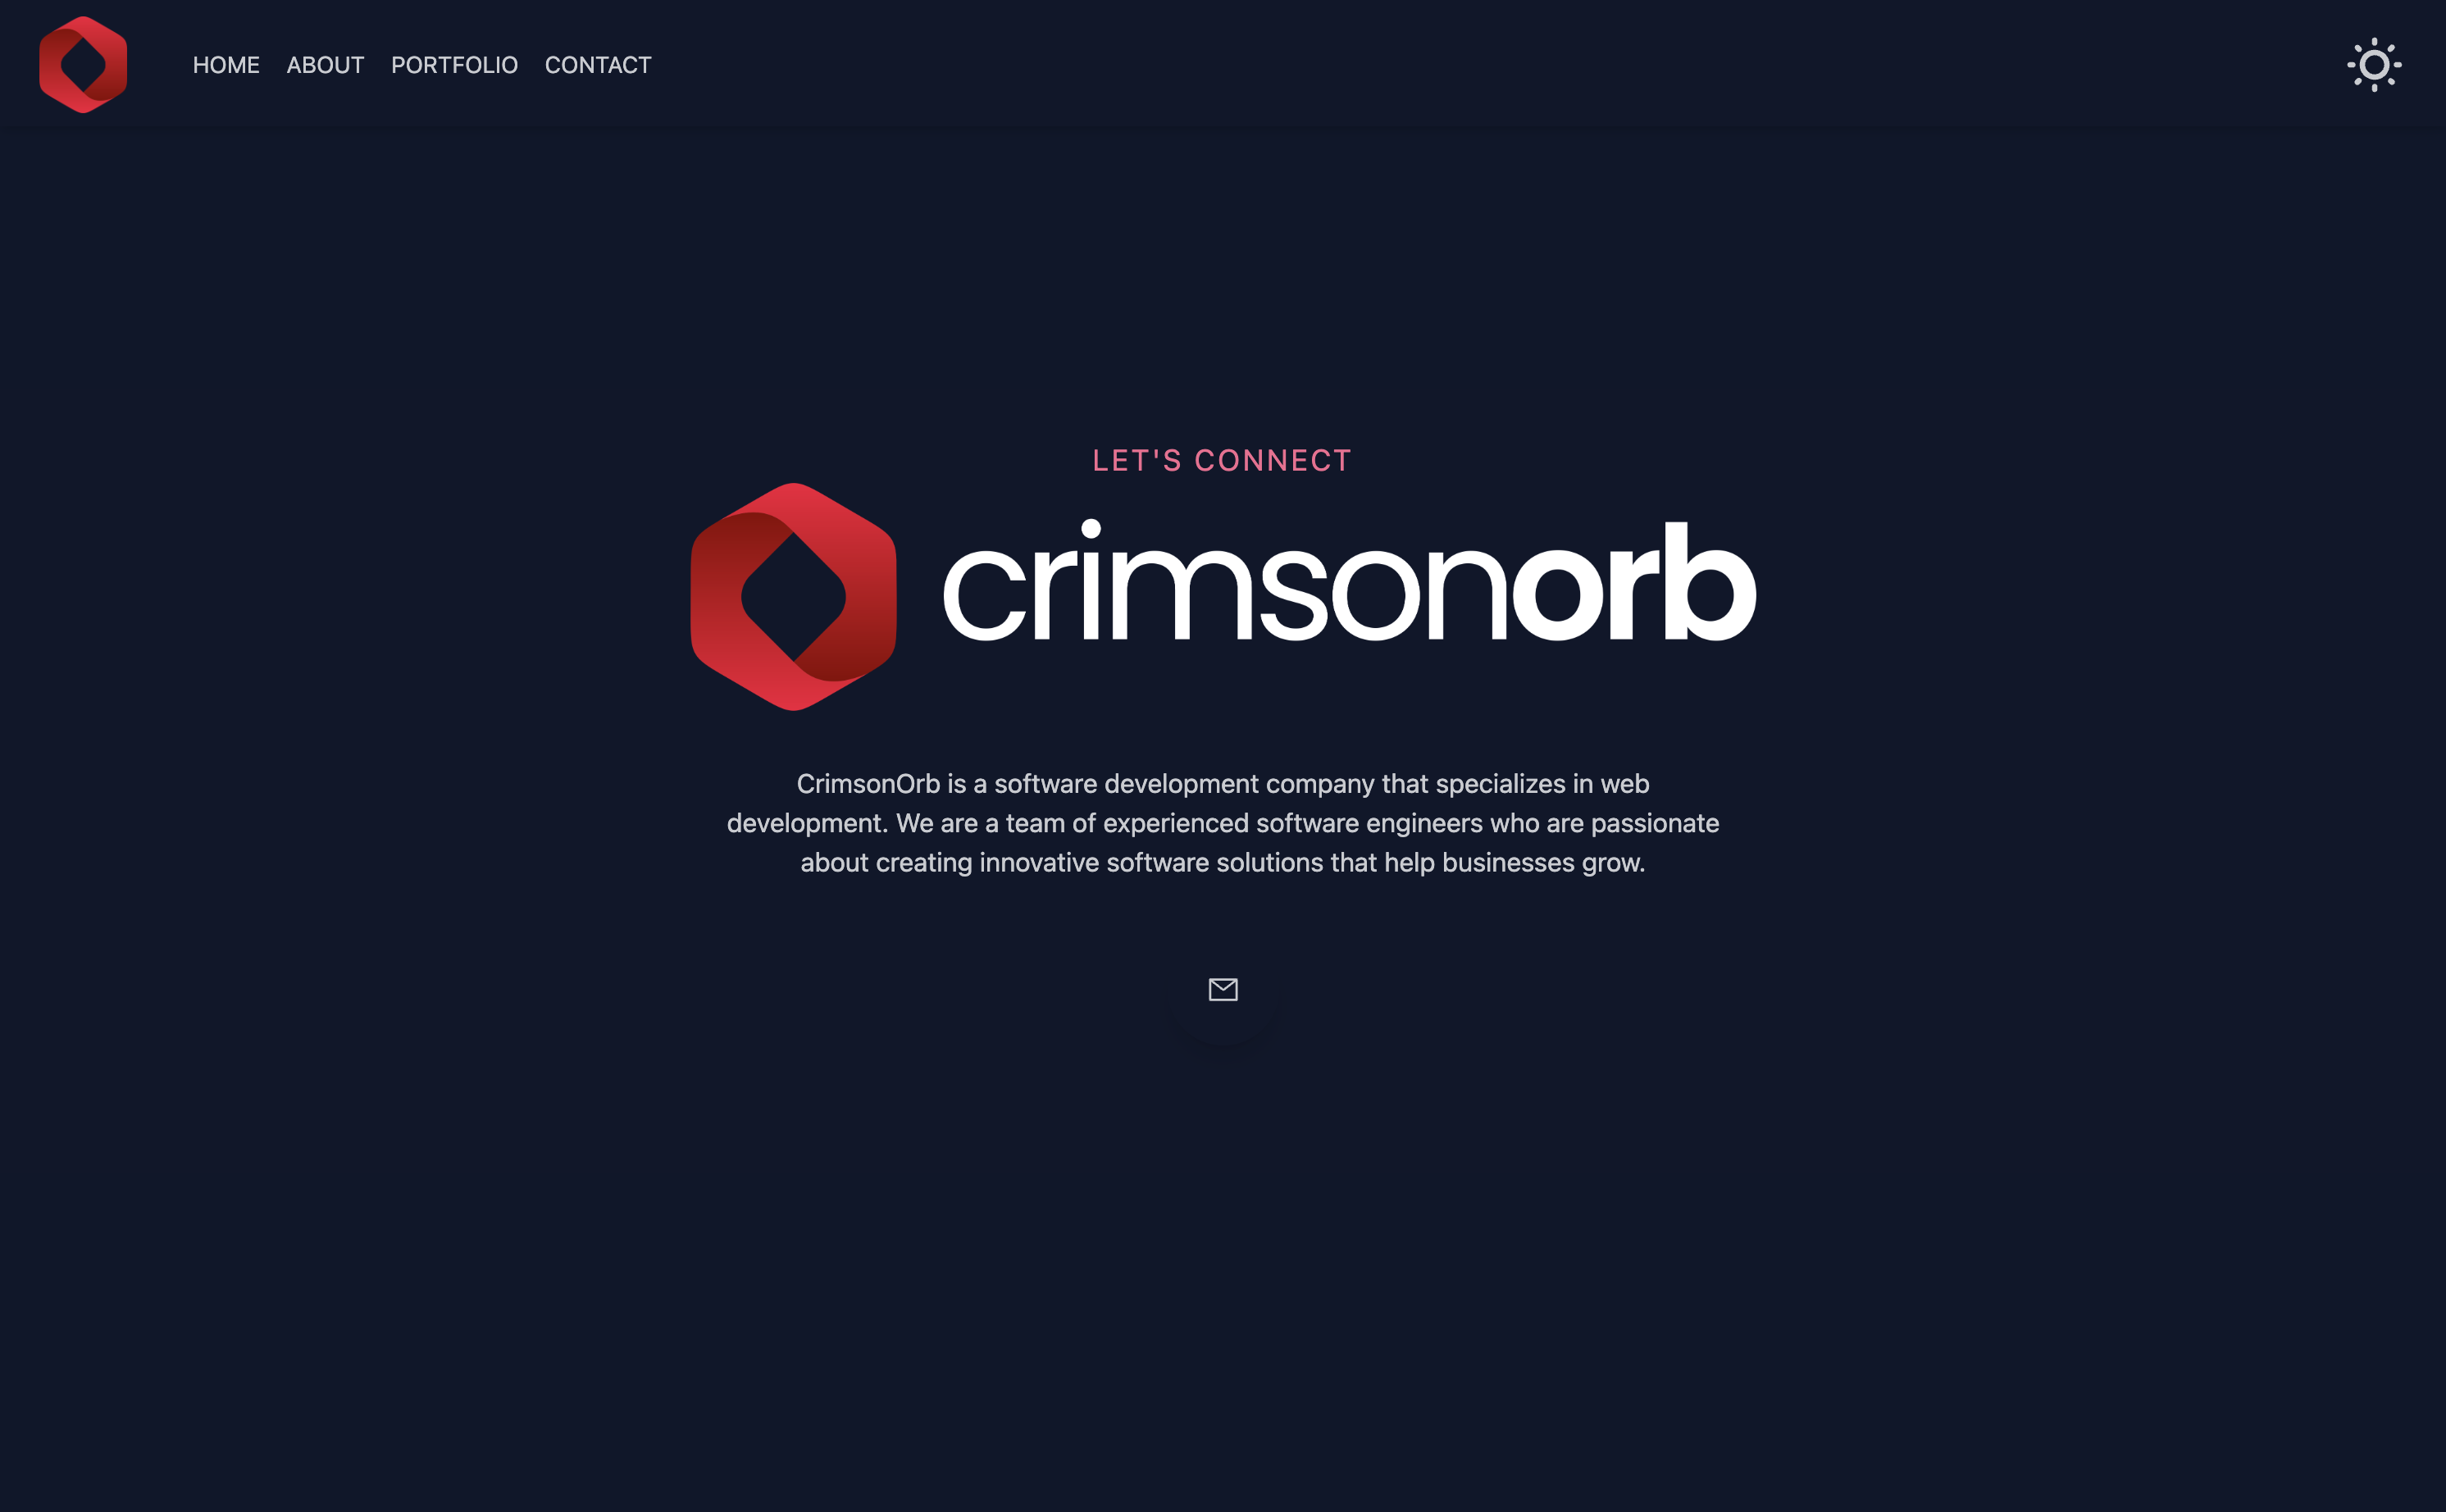 HOME ABOUT PORTFOLIO CONTACT
LET'S CONNECT
crimsonorb
CrimsonOrb is a software development company that specializes in web
development. We are a team of experienced software engineers who are passionate
about creating innovative software solutions that help businesses grow.